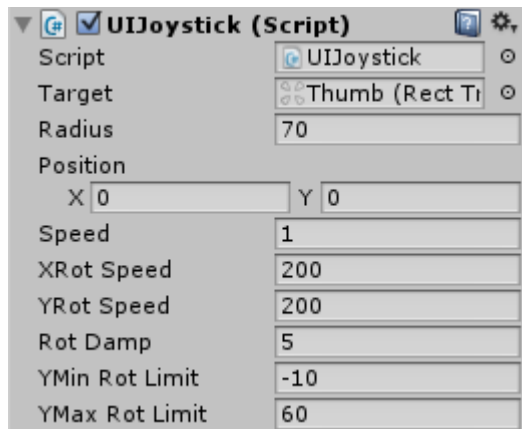 UIJoystick (Script)
Script UIJoystick
Target Thumb (Rect Tr
Radius 70
Position
X 0 Y 0
Speed 1
XRot Speed 200
YRot Speed 200
Rot Damp 5
YMin Rot Limit -10
YMax Rot Limit 60